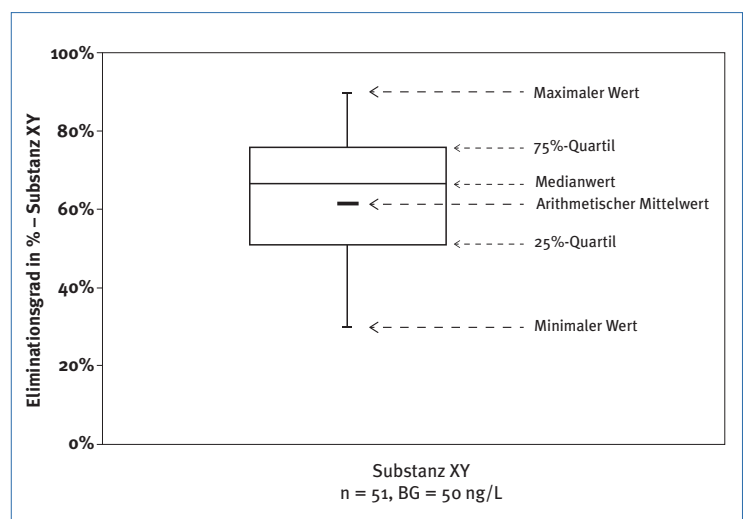 Eliminationsgrad in % – Substanz XY
100%
80%
60%
40%
20%
0%
Maximaler Wert
75%-Quartil
Medianwert
Arithmetischer Mittelwert
25%-Quartil
Minimaler Wert
Substanz XY
n = 51, BG = 50 ng/L